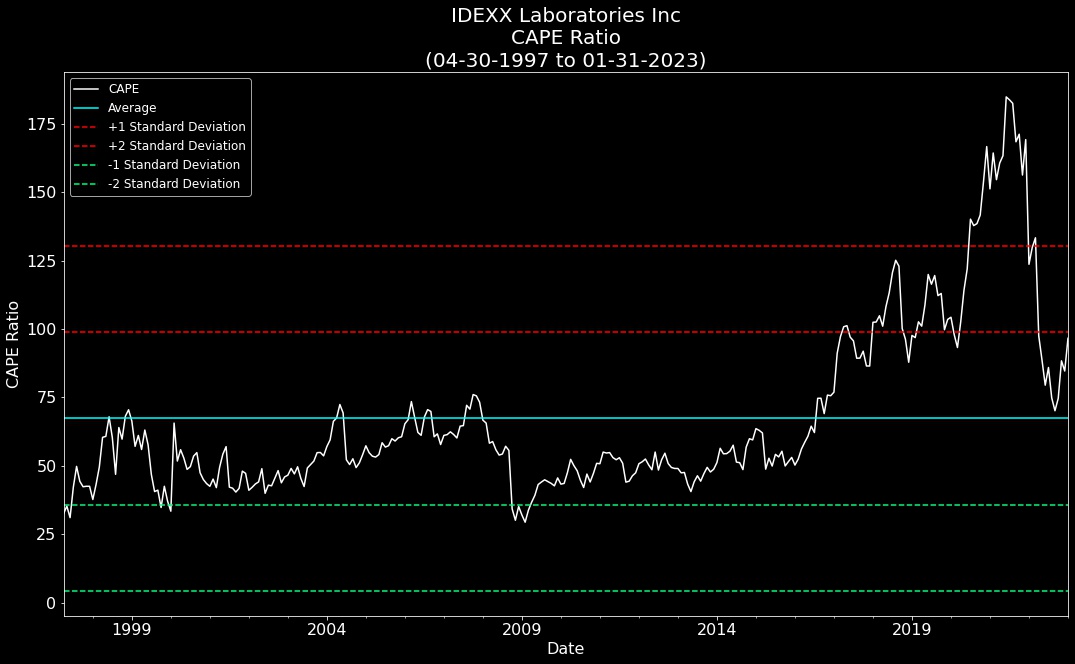 IDEXX Laboratories Inc
CAPE Ratio
(04-30-1997 to 01-31-2023)
CAPE
Average
+1 Standard Deviation
+2 Standard Deviation
-1 Standard Deviation
-2 Standard Deviation
CAPE Ratio
175
150
125
100
75
50
25
0
1999
2004
2009
2014
2019
Date